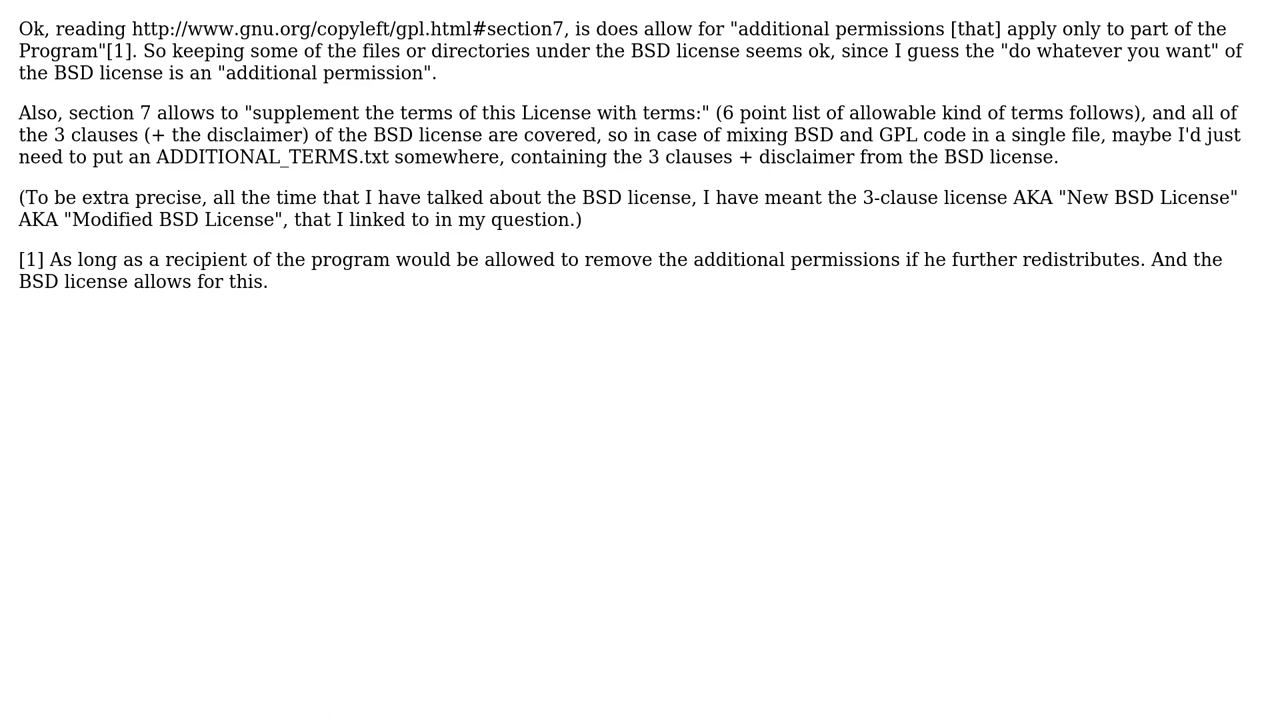 Ok, reading http://www.gnu.org/copyleft/gpl.html#section7, is does allow for "additional permissions [that] apply only to part of the
Program"[1]. So keeping some of the files or directories under the BSD license seems ok, since I guess the "do whatever you want" of
the BSD license is an "additional permission".
Also, section 7 allows to "supplement the terms of this License with terms:" (6 point list of allowable kind of terms follows), and all of
the 3 clauses (+ the disclaimer) of the BSD license are covered, so in case of mixing BSD and GPL code in a single file, maybe I'd just
need to put an ADDITIONAL_TERMS.txt somewhere, containing the 3 clauses + disclaimer from the BSD license.
(To be extra precise, all the time that I have talked about the BSD license, I have meant the 3-clause license AKA "New BSD License"
AKA "Modified BSD License", that I linked to in my question.)
[1] As long as a recipient of the program would be allowed to remove the additional permissions if he further redistributes. And the
BSD license allows for this.